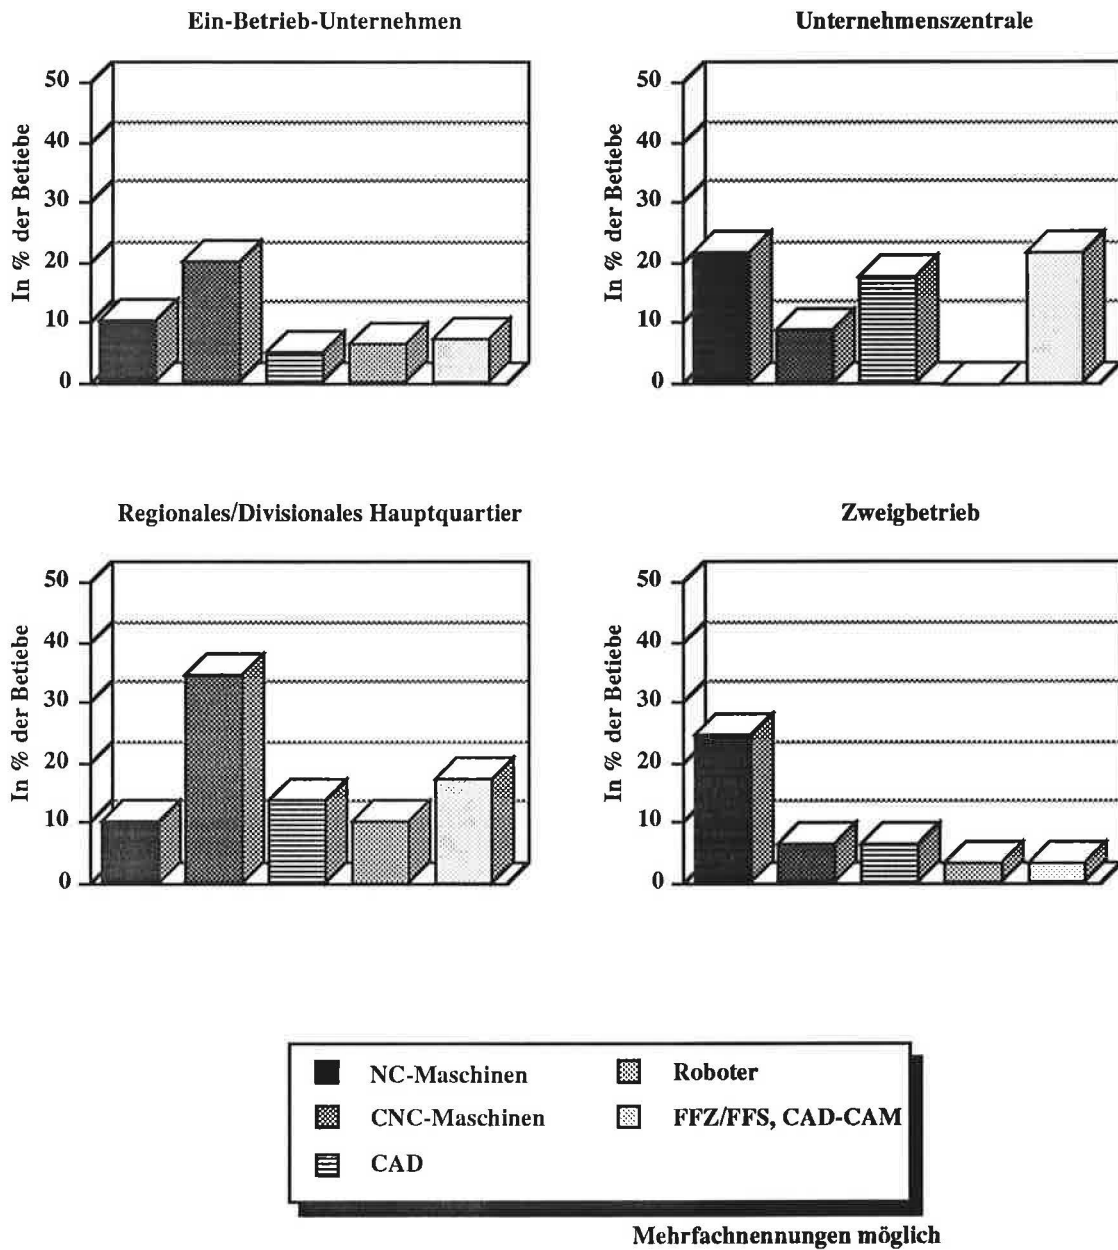 Ein-Betrieb-Unternehmen
In % der Betiebe
50
40
30
20
10
0
Unternehmenszentrale
In % der Betiebe
50
40
30
20
10
0
Regionales/Divisionales Hauptquartier
In % der Betiebe
50
40
30
20
10
0
Zweigbetrieb
In % der Betiebe
50
40
30
20
10
0
NC-Maschinen
CNC-Maschinen
CAD
Roboter
FFZ/FFS, CAD-CAM
Mehrfachnennungen möglich